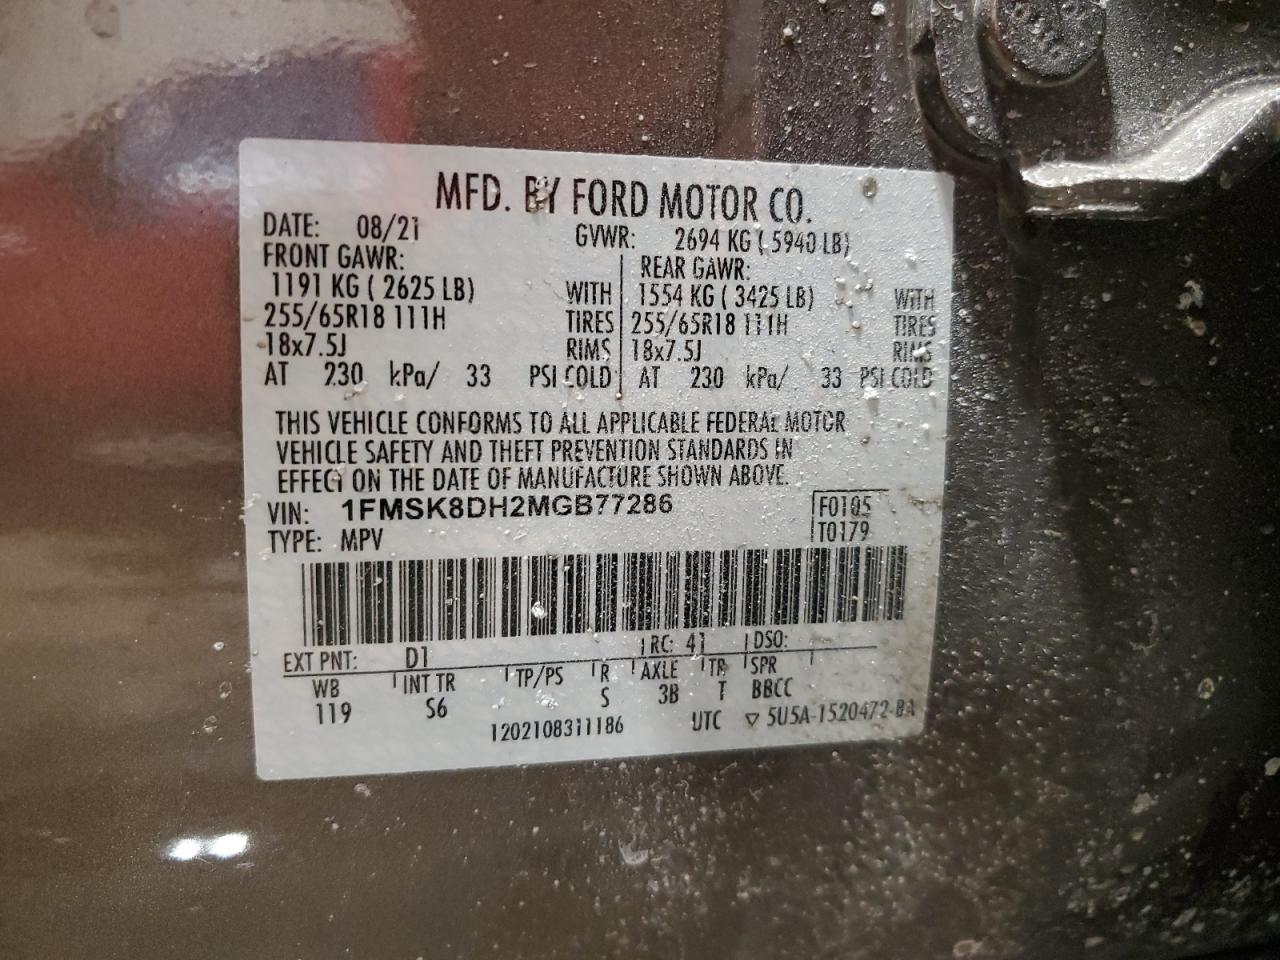 MFD. BY FORD MOTOR CO.
DATE: 08/21 GVWR: 2694 KG ( 5940 LB)
FRONT GAWR: REAR GAWR:
1191 KG ( 2625 LB) WITH 1554 KG ( 3425 LB) WITH
255/65R18 111H TIRES 255/65R18 111H TIRES
18x7.5J RIMS 18x7.5J RIMS
AT 230 kPa/ 33 PSI COLD AT 230 kPa/ 33 PSI COLD
THIS VEHICLE CONFORMS TO ALL APPLICABLE FEDERAL MOTOR
VEHICLE SAFETY AND THEFT PREVENTION STANDARDS IN
EFFECT ON THE DATE OF MANUFACTURE SHOWN ABOVE.
VIN: 1FMSK8DH2MGB77286 F0105
TYPE: MPV T0179
EXT PNT: D1 RC: 41 DSO:
WB INT TR TP/PS R AXLE TR SPR
119 S6 S 3B T BBCC
1202108311186 UTC ▽ 5U5A-1520472-BA